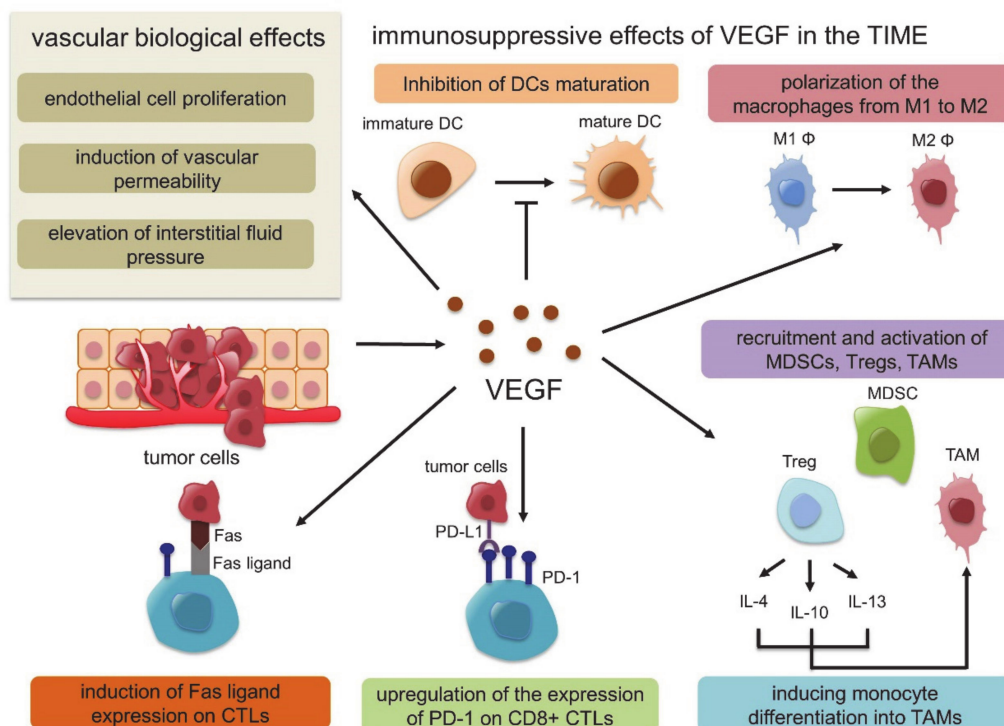 vascular biological effects
endothelial cell proliferation
induction of vascular
permeability
elevation of interstitial fluid
pressure
immunosuppressive effects of VEGF in the TIME
Inhibition of DCs maturation
immature DC
mature DC
polarization of the
macrophages from M1 to M2
M1 Φ
M2 Φ
VEGF
tumor cells
recruitment and activation of
MDSCs, Tregs, TAMs
MDSC
Treg
TAM
IL-4
IL-10
IL-13
inducing monocyte
differentiation into TAMs
Fas
Fas ligand
induction of Fas ligand
expression on CTLs
tumor cells
PD-L1
PD-1
upregulation of the expression
of PD-1 on CD8+ CTLs